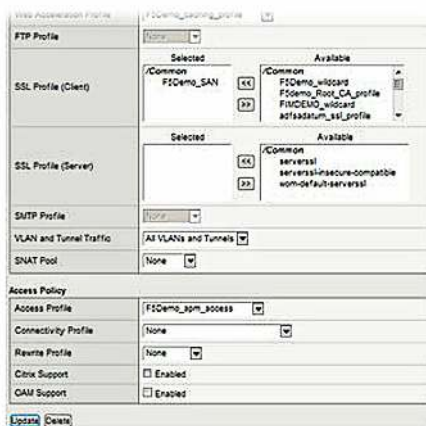 Web Acceleration Profile F5Demo_caching_profile
FTP Profile None
SSL Profile (Client)
Selected
/Common
F5Demo_SAN
<<
>>
Available
/Common
F5Demo_wildcard
F5demo_Root_CA_profile
FIMDEMO_wildcard
adfsadatum_ssl_profile
SSL Profile (Server)
Selected
<<
>>
Available
/Common
serverssl
serverssl-insecure-compatible
wom-default-serverssl
SMTP Profile None
VLAN and Tunnel Traffic All VLANs and Tunnels
SNAT Pool None
Access Policy
Access Profile F5Demo_apm_access
Connectivity Profile None
Rewrite Profile None
Citrix Support Enabled
OAM Support Enabled
Update Delete